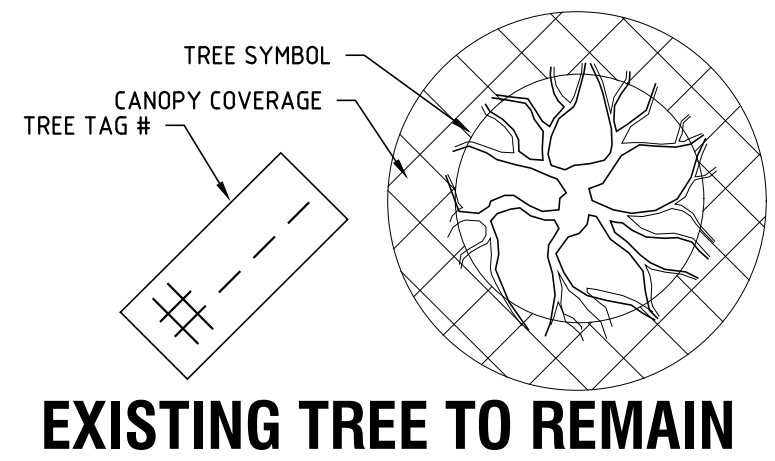 TREE SYMBOL
CANOPY COVERAGE
TREE TAG #
# _ _ _ _
EXISTING TREE TO REMAIN